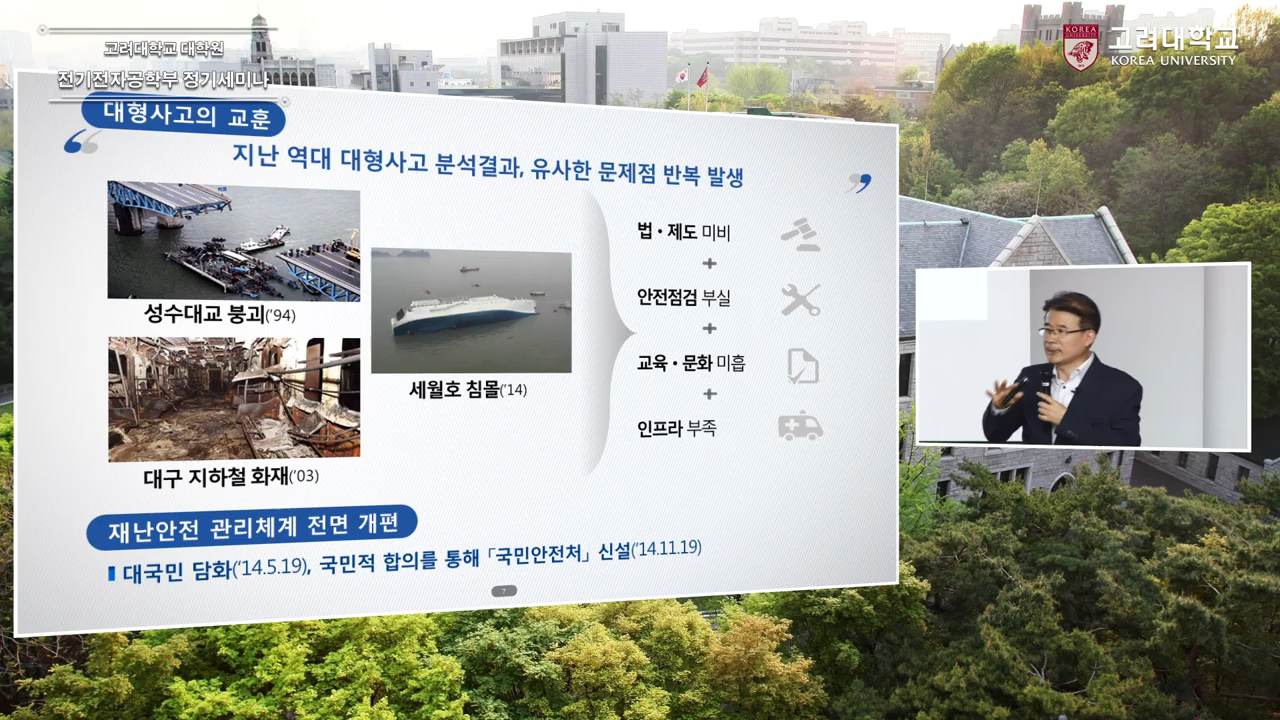 고려대학교 대학원
전기전자공학부 정기세미나
KOREA
UNIVERSITY
고려대학교
KOREA UNIVERSITY
대형사고의 교훈
지난 역대 대형사고 분석결과, 유사한 문제점 반복 발생
성수대교 붕괴('94)
대구 지하철 화재('03)
세월호 침몰('14)
법·제도 미비
+
안전점검 부실
+
교육·문화 미흡
+
인프라 부족
재난안전 관리체계 전면 개편
대국민 담화('14.5.19), 국민적 합의를 통해 「국민안전처」 신설('14.11.19)
7